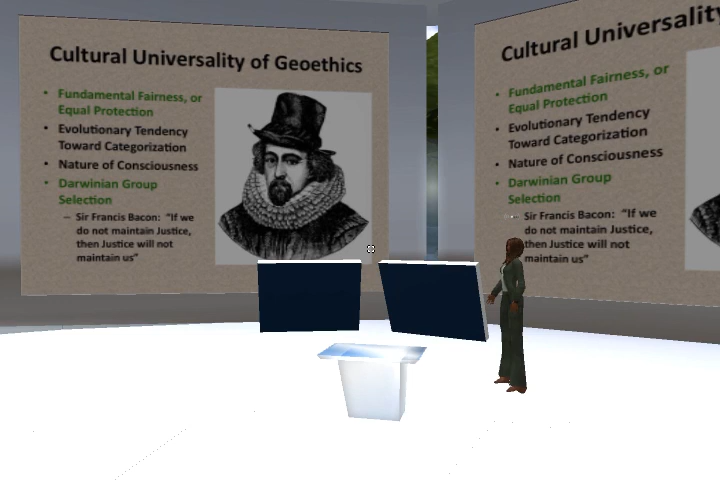 Cultural Universality of Geoethics
• Fundamental Fairness, or
Equal Protection
• Evolutionary Tendency
Toward Categorization
• Nature of Consciousness
• Darwinian Group
Selection
– Sir Francis Bacon: "If we
do not maintain Justice,
then Justice will not
maintain us"
Cultural Universality
• Fundamental Fairness, or
Equal Protection
• Evolutionary Tendency
Toward Categorization
• Nature of Consciousness
• Darwinian Group
Selection
– Sir Francis Bacon: "If we
do not maintain Justice,
then Justice will not
maintain us"